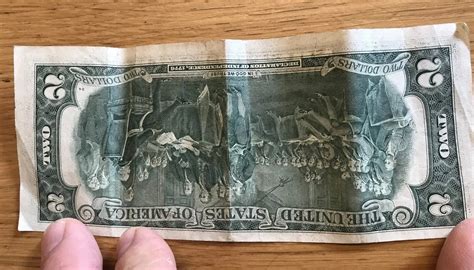 THE UNITED STATES OF AMERICA
2 2
TWO TWO
2 2
TWO DOLLARS TWO DOLLARS
DECLARATION OF INDEPENDENCE, 1776
IN GOD WE TRUST